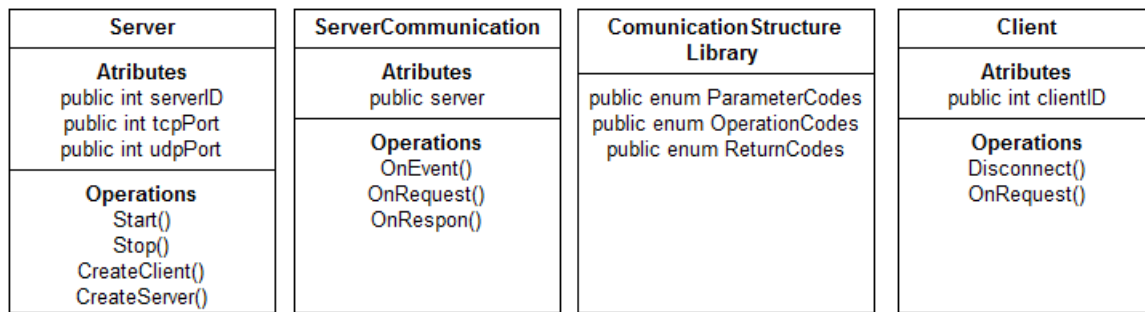 Server
Atributes
public int serverID
public int tcpPort
public int udpPort
Operations
Start()
Stop()
CreateClient()
CreateServer()
ServerCommunication
Atributes
public server
Operations
OnEvent()
OnRequest()
OnRespon()
ComunicationStructure
Library
public enum ParameterCodes
public enum OperationCodes
public enum ReturnCodes
Client
Atributes
public int clientID
Operations
Disconnect()
OnRequest()